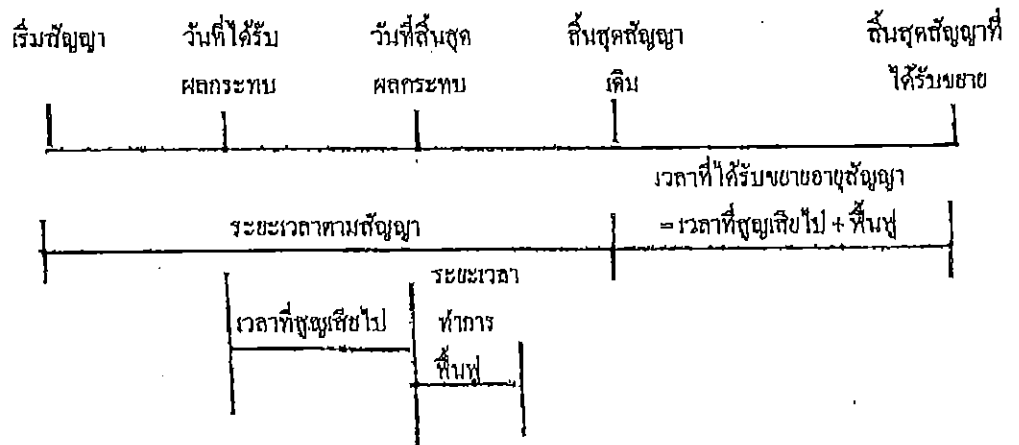 เริ่มสัญญา วันที่ได้รับ วันที่สิ้นสุด สิ้นสุดสัญญา สิ้นสุดสัญญาที่
ผลกระทบ ผลกระทบ เดิม ได้รับขยาย
เวลาที่ได้รับขยายอายุสัญญา
ระยะเวลาตามสัญญา = เวลาที่สูญเสียไป + ฟื้นฟู
ระยะเวลา
เวลาที่สูญเสียไป ทำการ
ฟื้นฟู